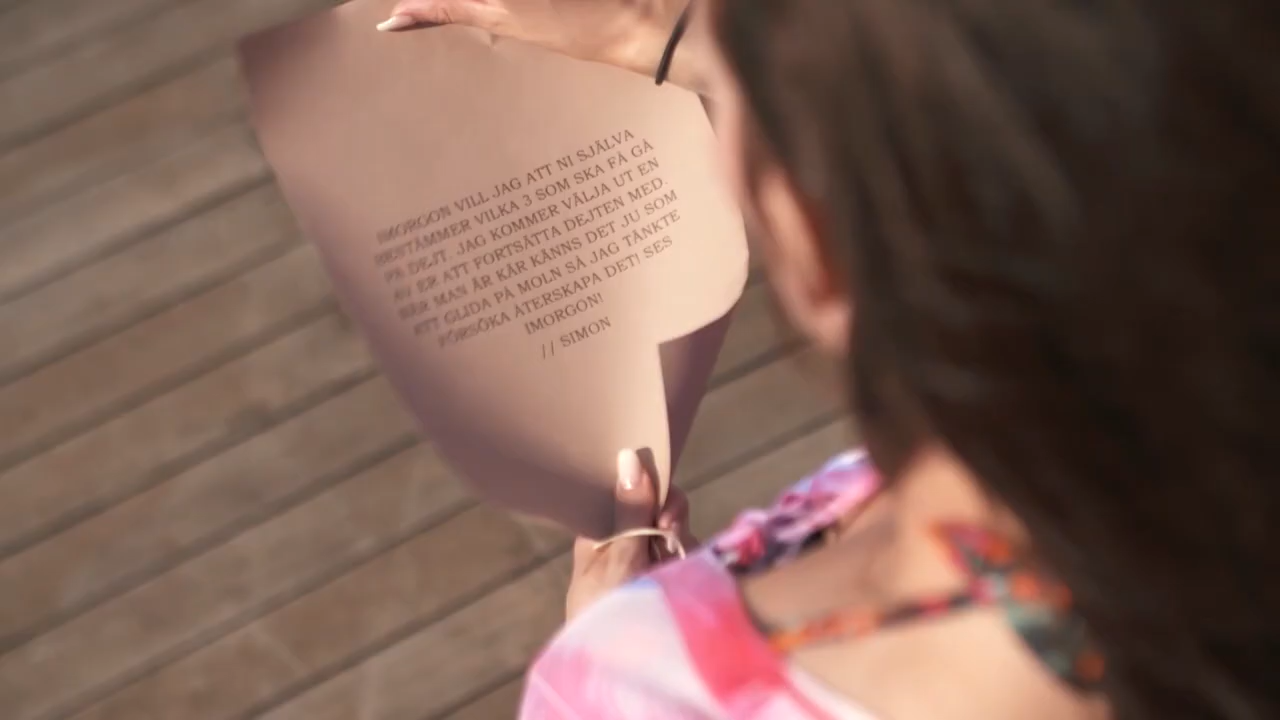 IMORGON VILL JAG ATT NI SJÄLVA
BESTÄMMER VILKA 3 SOM SKA FÅ GÅ
PÅ DEJT. JAG KOMMER VÄLJA UT EN
AV ER ATT FORTSÄTTA DEJTEN MED.
NÄR MAN ÄR KÄR KÄNNS DET JU SOM
ATT GLIDA PÅ MOLN SÅ JAG TÄNKTE
FÖRSÖKA ÅTERSKAPA DET! SES
IMORGON!
// SIMON